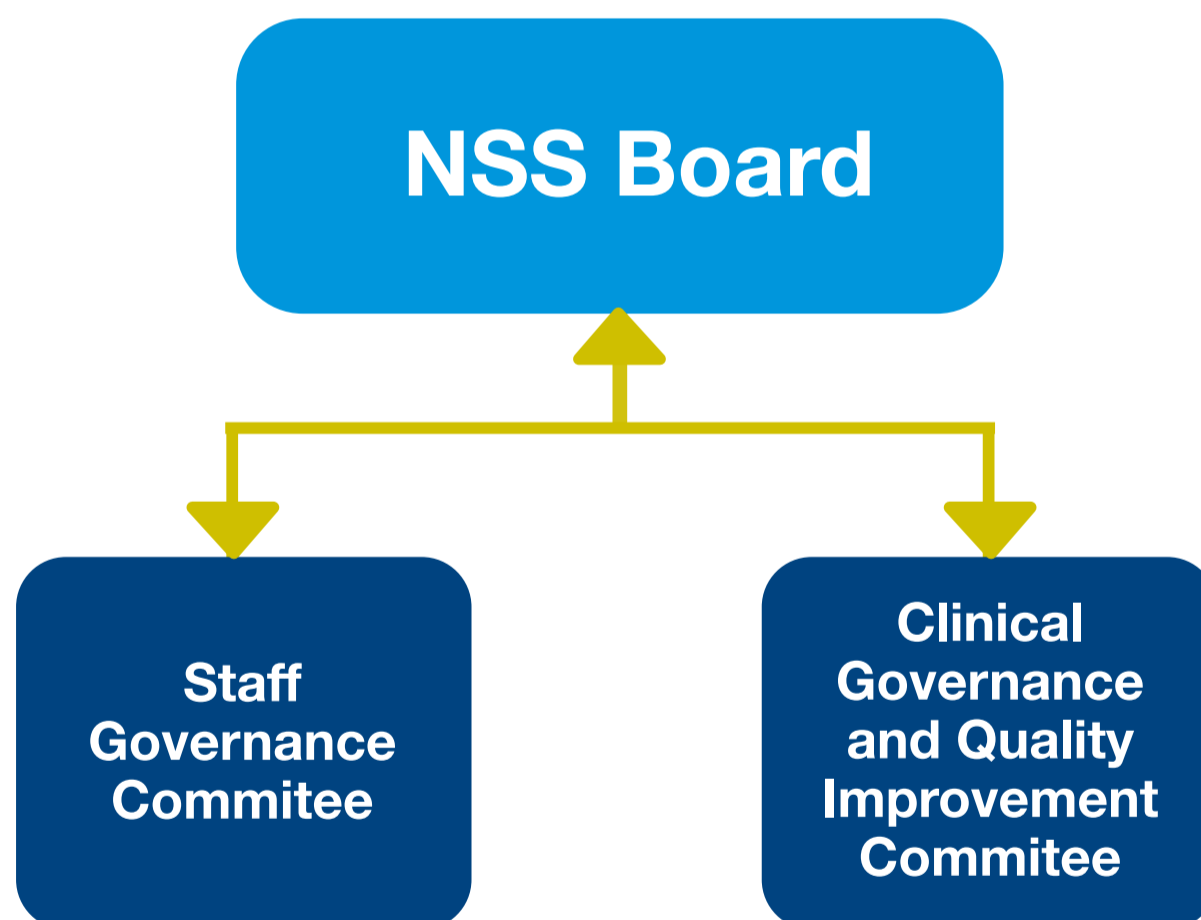 NSS Board
Staff
Governance
Commitee
Clinical
Governance
and Quality
Improvement
Commitee